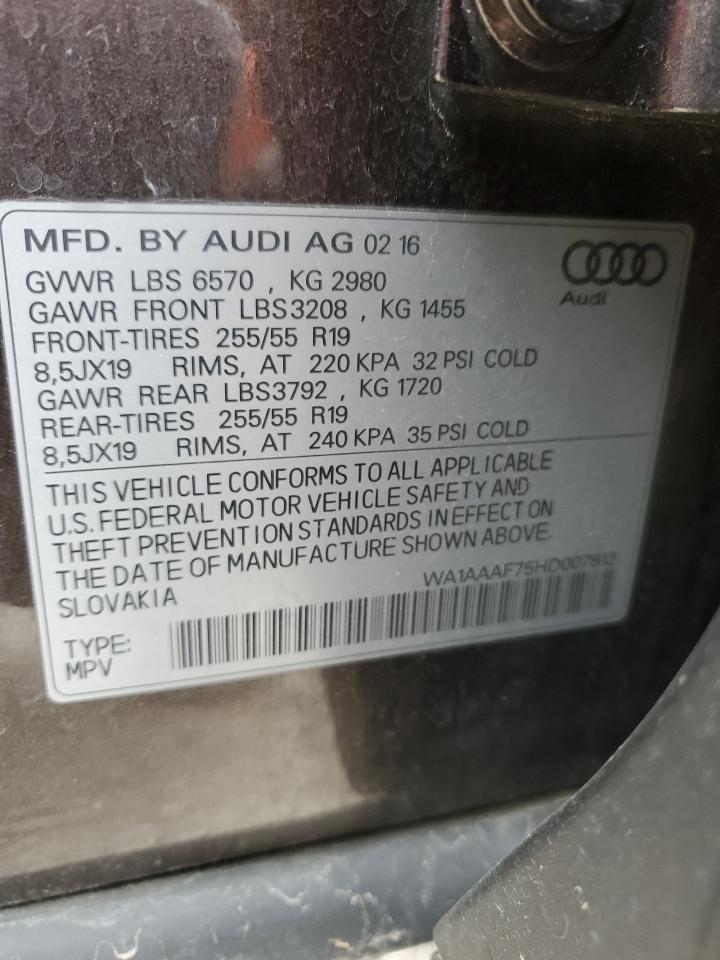 MFD. BY AUDI AG 02 16
GVWR LBS 6570 , KG 2980
GAWR FRONT LBS3208 , KG 1455
FRONT-TIRES 255/55 R19
8,5JX19 RIMS, AT 220 KPA 32 PSI COLD
GAWR REAR LBS3792 , KG 1720
REAR-TIRES 255/55 R19
8,5JX19 RIMS, AT 240 KPA 35 PSI COLD
Audi
THIS VEHICLE CONFORMS TO ALL APPLICABLE
U.S. FEDERAL MOTOR VEHICLE SAFETY AND
THEFT PREVENTION STANDARDS IN EFFECT ON
THE DATE OF MANUFACTURE SHOWN ABOVE.
SLOVAKIA
WA1AAAF75HD007813
TYPE:
MPV